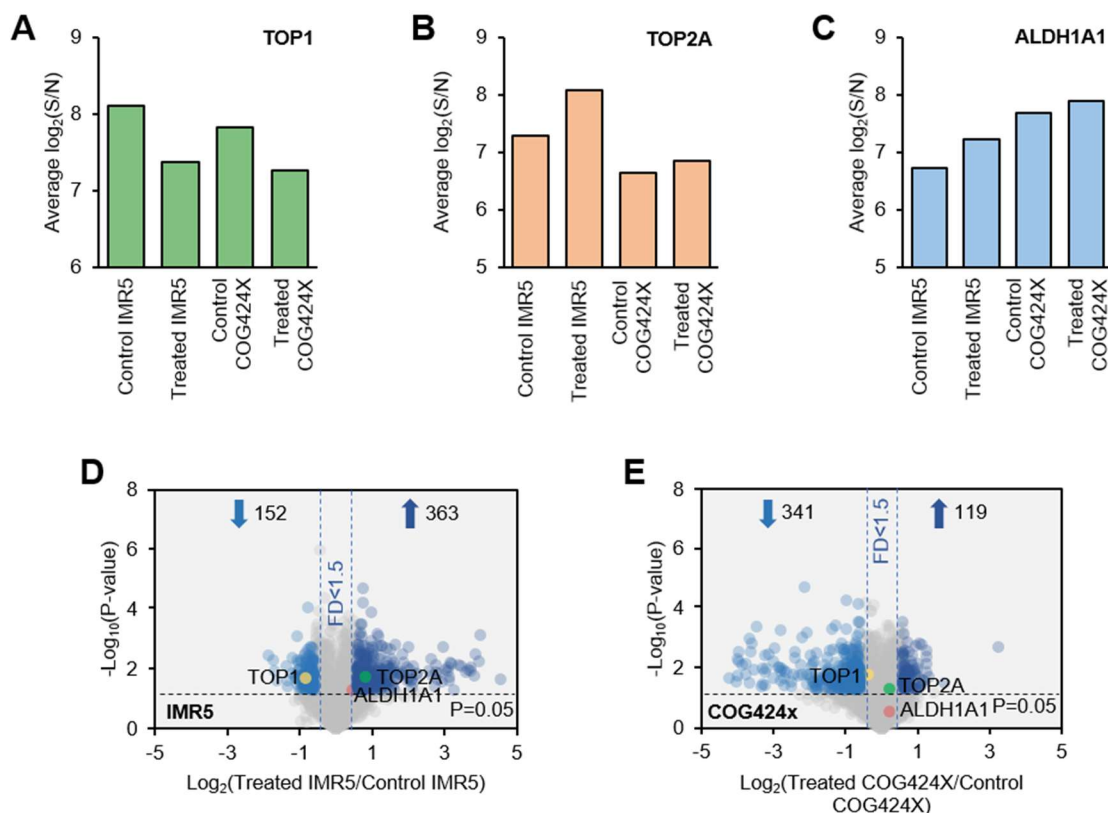 A
TOP1
Average log2(S/N)
9
8
7
6
Control IMR5
Treated IMR5
Control
COG424X
Treated
COG424X
B
TOP2A
Average log2(S/N)
9
8
7
6
5
Control IMR5
Treated IMR5
Control
COG424X
Treated
COG424X
C
ALDH1A1
Average log2(S/N)
9
8
7
6
5
Control IMR5
Treated IMR5
Control
COG424X
Treated
COG424X
D
-Log10(P-value)
8
6
4
2
0
152
363
FD<1.5
TOP1
TOP2A
ALDH1A1
P=0.05
IMR5
-5
-3
-1
1
3
5
Log2(Treated IMR5/Control IMR5)
E
-Log10(P-value)
8
6
4
2
0
341
119
FD<1.5
TOP1
TOP2A
ALDH1A1
P=0.05
COG424x
-5
-3
-1
1
3
5
Log2(Treated COG424X/Control
COG424X)